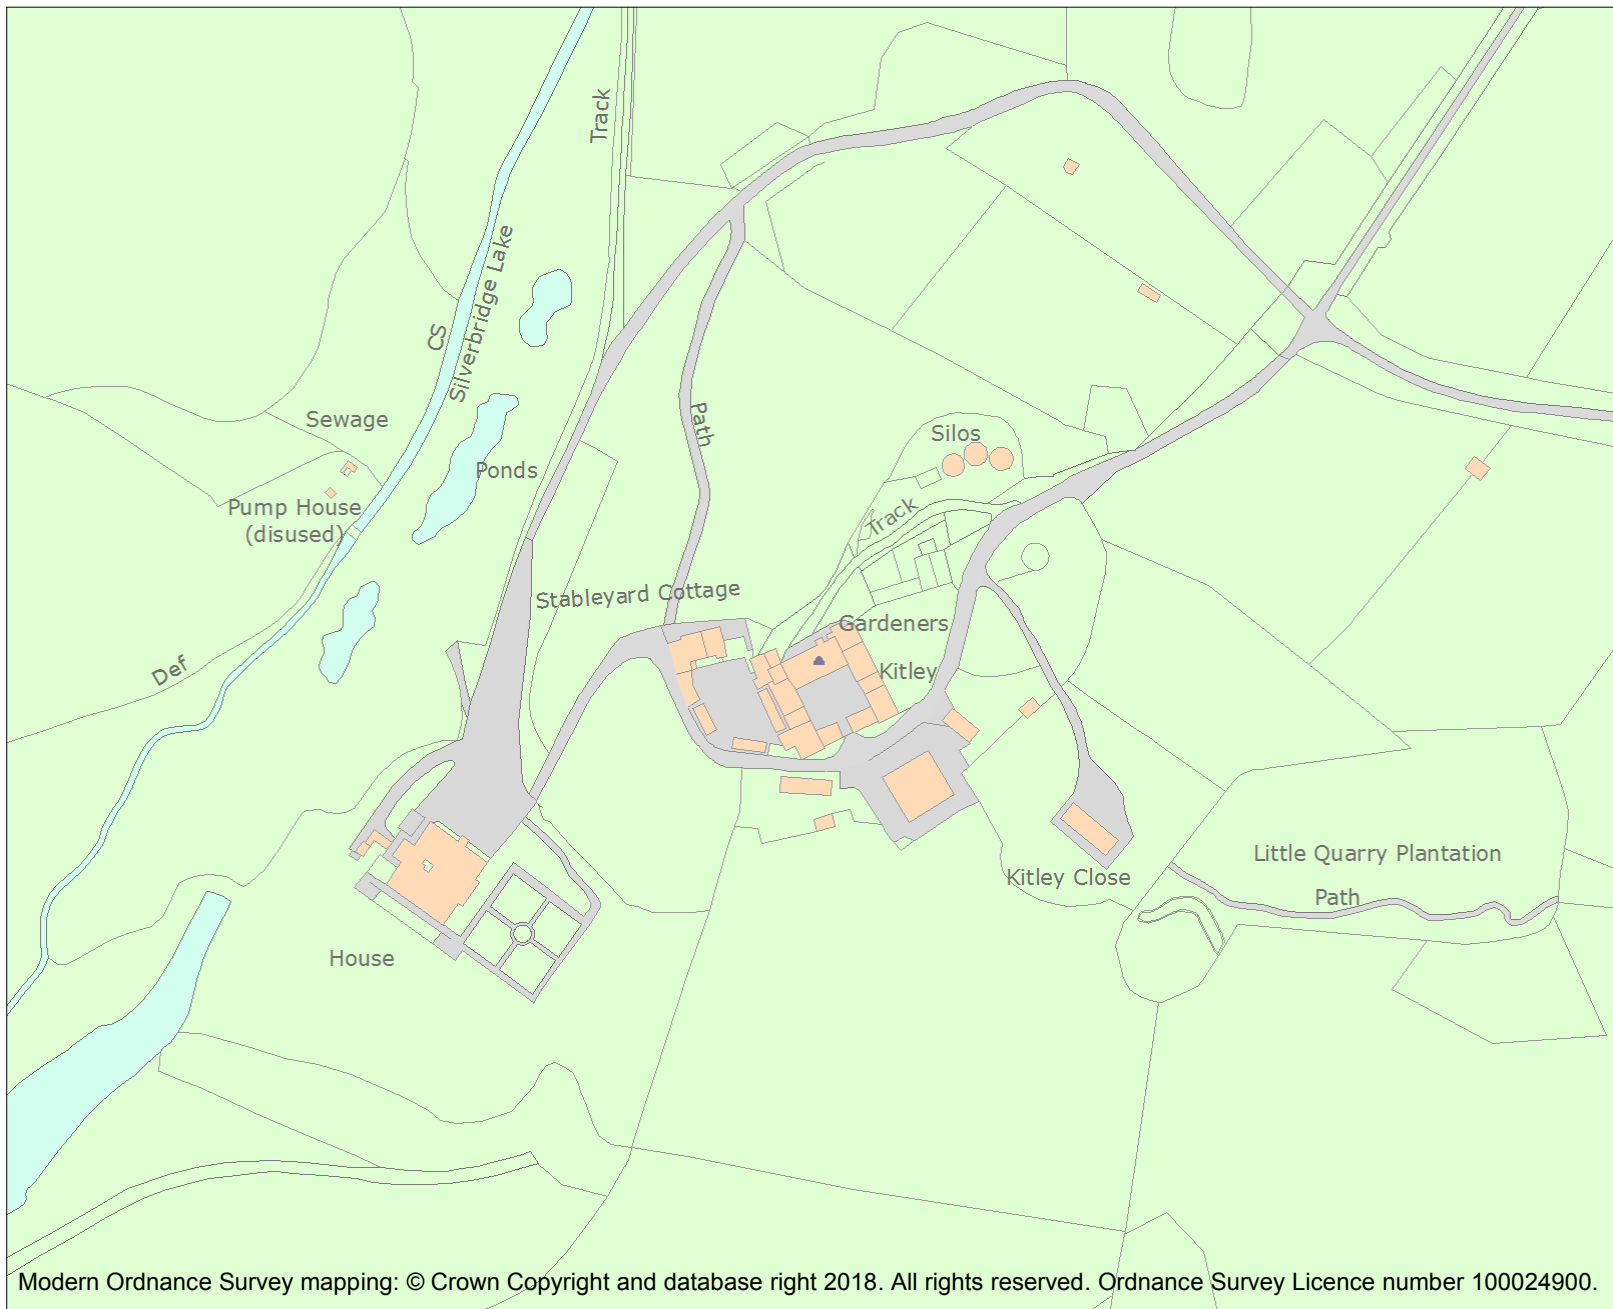 Track
Silverbridge Lake
CS
Sewage
Path
Silos
Ponds
Pump House
(disused)
Track
Stableyard Cottage
Gardeners
Def
Kitley
Little Quarry Plantation
Kitley Close
Path
House
Modern Ordnance Survey mapping: © Crown Copyright and database right 2018. All rights reserved. Ordnance Survey Licence number 100024900.